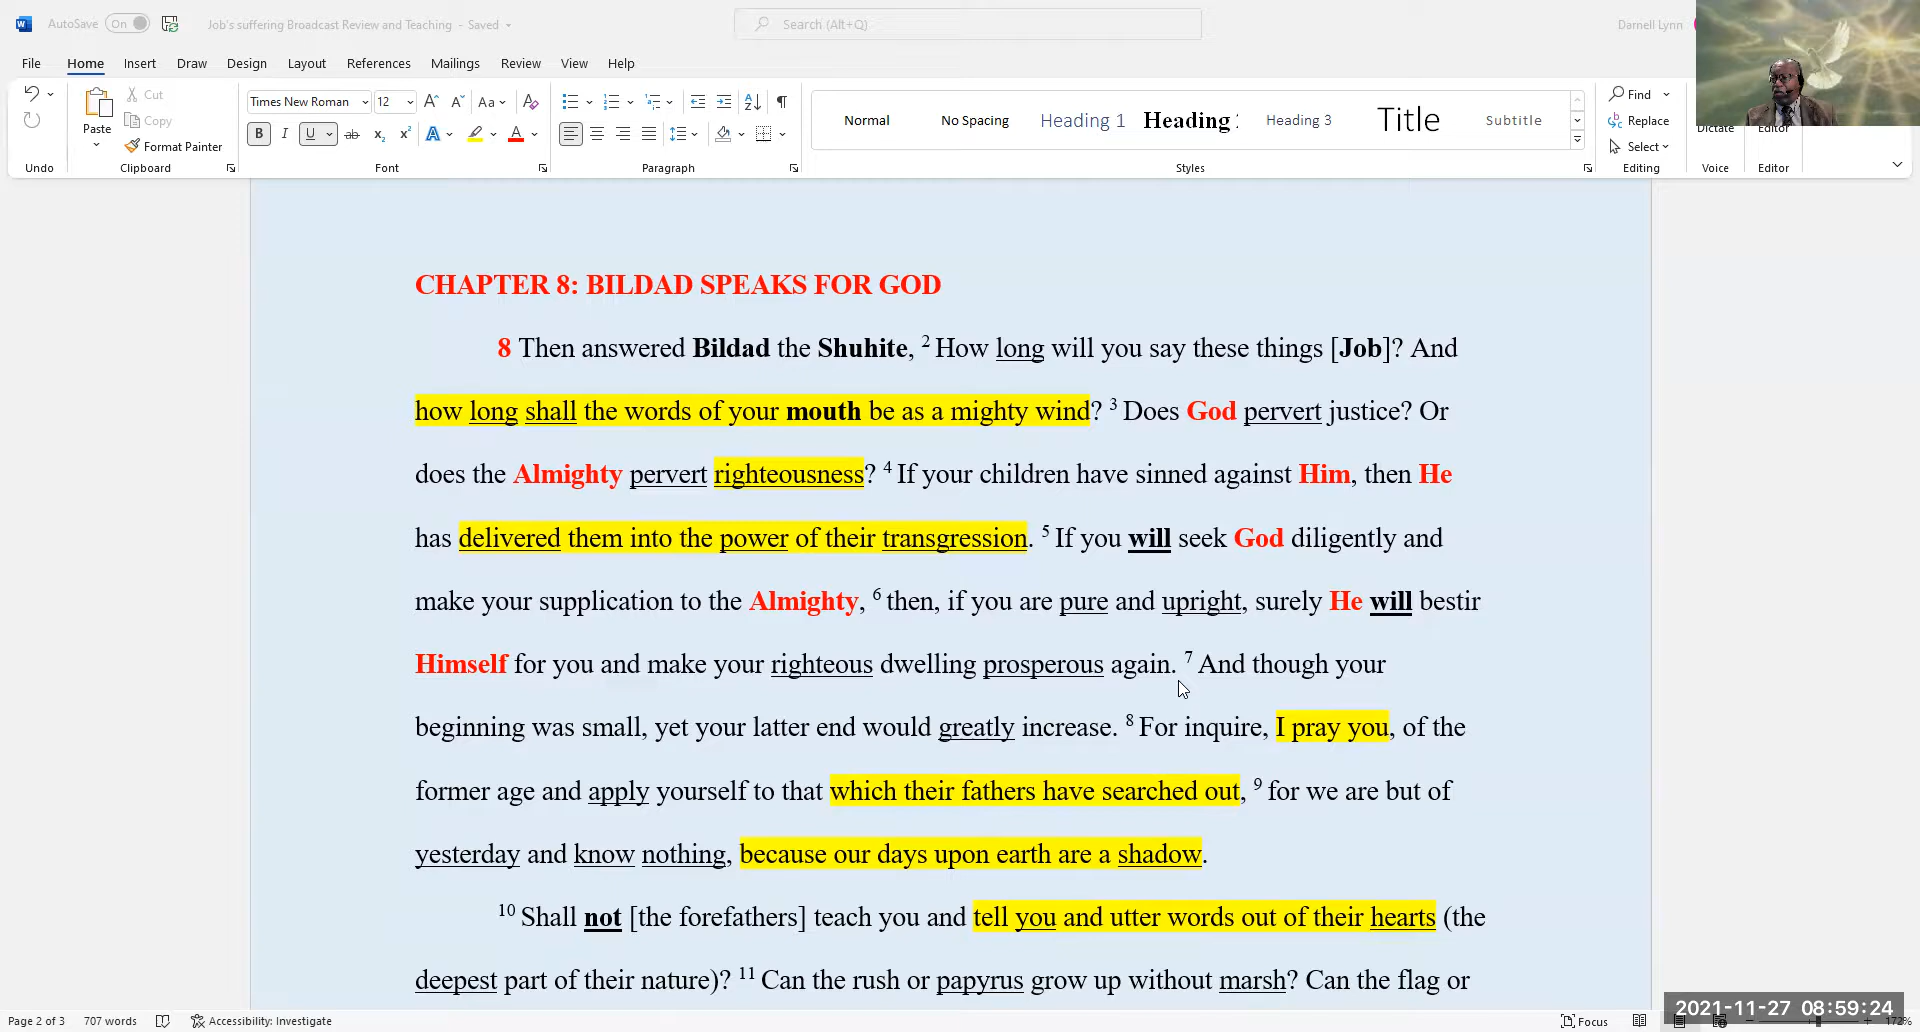 AutoSave On Job's suffering Broadcast Review and Teaching - Saved Search (Alt+Q) Darnell Lynn
File Home Insert Draw Design Layout References Mailings Review View Help
Times New Roman 12 Aa Find
Cut
Copy
Paste
Format Painter
B I U ab x₂ x² A A
Normal No Spacing Heading 1 Heading Heading 3 Title Subtitle
Replace
Select
Dictate Editor
Undo Clipboard Font Paragraph Styles Editing Voice Editor
CHAPTER 8: BILDAD SPEAKS FOR GOD
8 Then answered Bildad the Shuhite, 2 How long will you say these things [Job]? And
how long shall the words of your mouth be as a mighty wind? 3 Does God pervert justice? Or
does the Almighty pervert righteousness? 4 If your children have sinned against Him, then He
has delivered them into the power of their transgression. 5 If you will seek God diligently and
make your supplication to the Almighty, 6 then, if you are pure and upright, surely He will bestir
Himself for you and make your righteous dwelling prosperous again. 7 And though your
beginning was small, yet your latter end would greatly increase. 8 For inquire, I pray you, of the
former age and apply yourself to that which their fathers have searched out, 9 for we are but of
yesterday and know nothing, because our days upon earth are a shadow.
10 Shall not [the forefathers] teach you and tell you and utter words out of their hearts (the
deepest part of their nature)? 11 Can the rush or papyrus grow up without marsh? Can the flag or
Page 2 of 3 707 words Accessibility: Investigate Focus 172%
2021-11-27 08:59:24